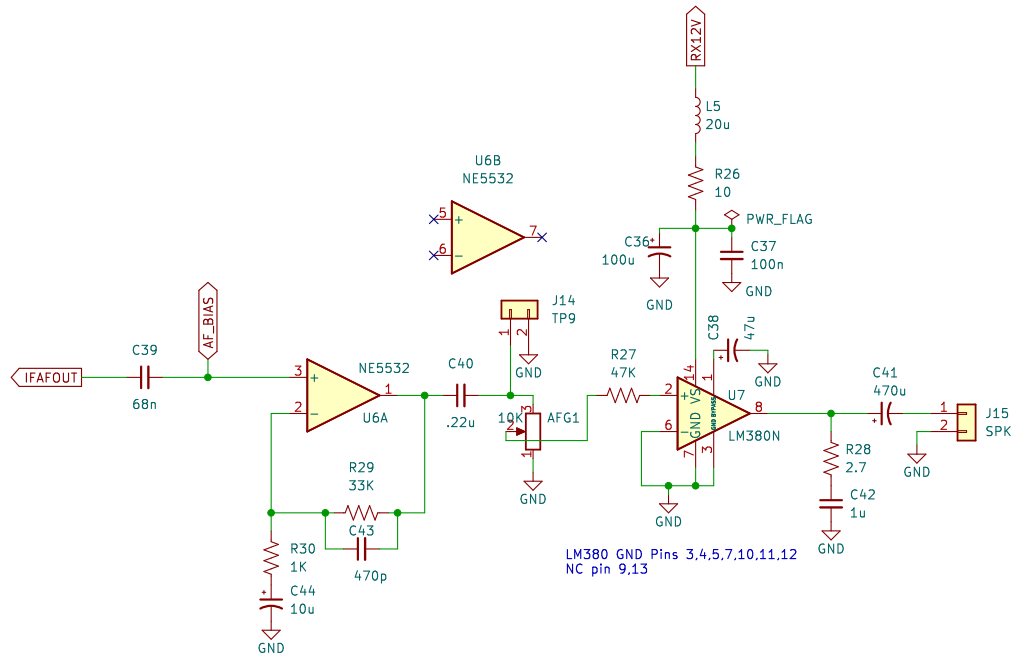 RX12V
L5
20u
R26
10
PWR_FLAG
C36
100u
+
GND
C37
100n
GND
U6B
NE5532
5
+
6
−
7
J14
TP9
1
2
GND
AF_BIAS
IFAFOUT
C39
68n
3
+
2
−
1
NE5532
U6A
C40
.22u
10K
AFG1
3
2
1
GND
R27
47K
C38
47u
+
GND
14
1
2
+
6
−
VS
GND
GND BYPASS
7
3
8
U7
LM380N
GND
C41
470u
+
1
2
J15
SPK
GND
R28
2.7
C42
1u
GND
R29
33K
C43
470p
R30
1K
C44
10u
+
GND
LM380 GND Pins 3,4,5,7,10,11,12
NC pin 9,13